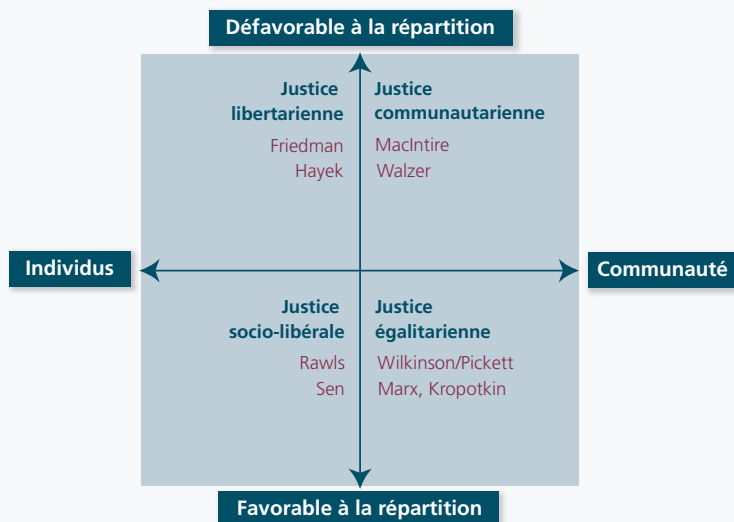 Défavorable à la répartition
Justice
libertarienne
Friedman
Hayek
Justice
communautarienne
MacIntire
Walzer
Individus
Communauté
Justice
socio-libérale
Rawls
Sen
Justice
égalitarienne
Wilkinson/Pickett
Marx, Kropotkin
Favorable à la répartition